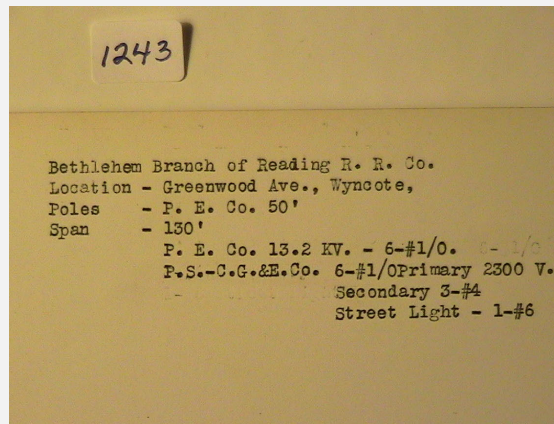 1243
Bethlehem Branch of Reading R. R. Co.
Location - Greenwood Ave., Wyncote,
Poles - P. E. Co. 50'
Span - 130'
P. E. Co. 13.2 KV. - 6-#1/0.
P.S.-C.G.&E.Co. 6-#1/0Primary 2300 V.
Secondary 3-#4
Street Light - 1-#6